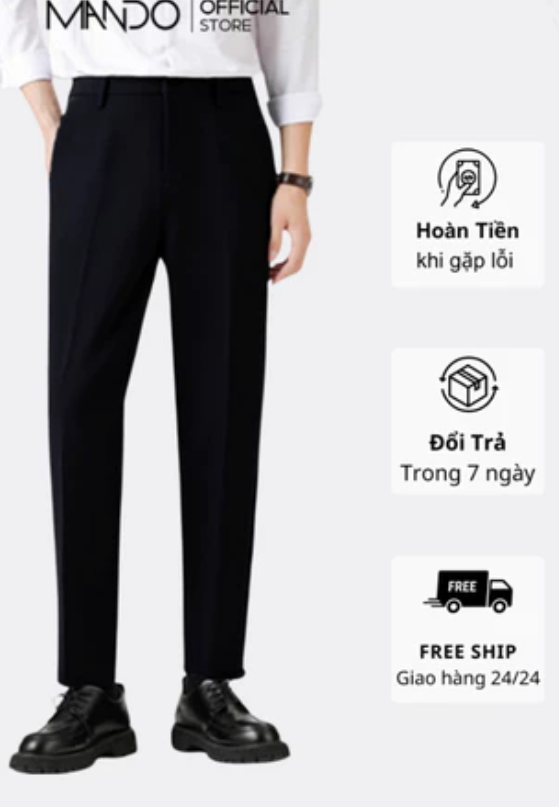 MANDO OFFICIAL
STORE
Hoàn Tiền
khi gặp lỗi
Đổi Trả
Trong 7 ngày
FREE
FREE SHIP
Giao hàng 24/24